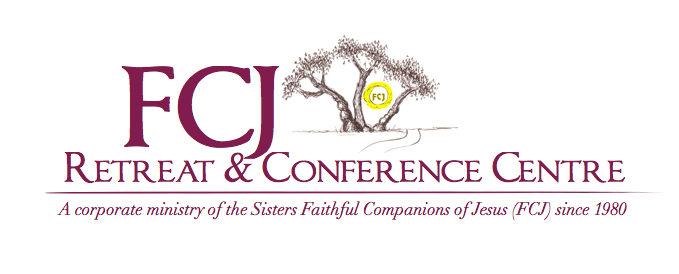 FCJ
FCJ
RETREAT & CONFERENCE CENTRE
A corporate ministry of the Sisters Faithful Companions of Jesus (FCJ) since 1980